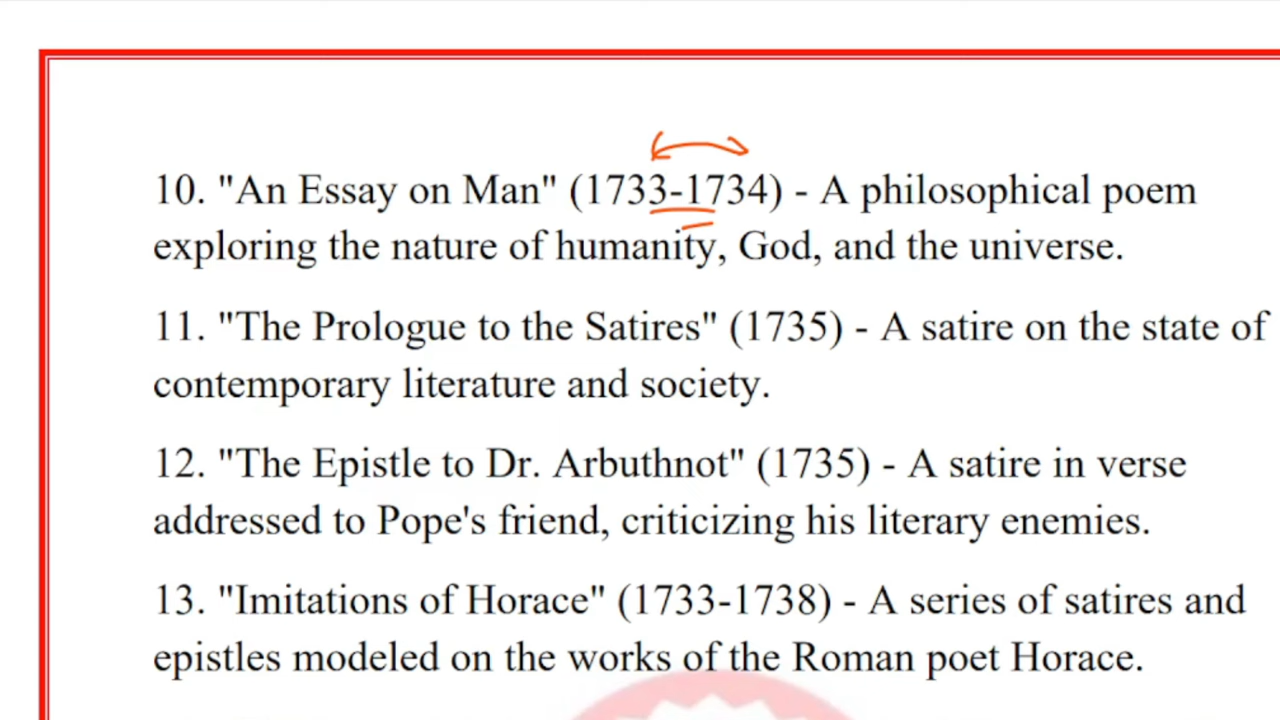 10. "An Essay on Man" (1733-1734) - A philosophical poem
exploring the nature of humanity, God, and the universe.
11. "The Prologue to the Satires" (1735) - A satire on the state of
contemporary literature and society.
12. "The Epistle to Dr. Arbuthnot" (1735) - A satire in verse
addressed to Pope's friend, criticizing his literary enemies.
13. "Imitations of Horace" (1733-1738) - A series of satires and
epistles modeled on the works of the Roman poet Horace.